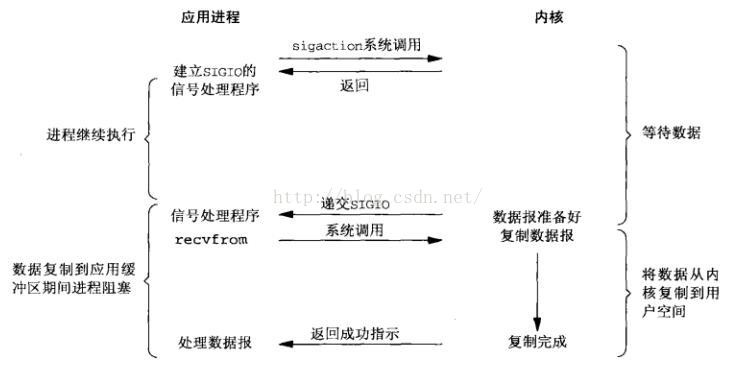 应用进程
内核
sigaction系统调用
建立SIGIO的
信号处理程序
返回
进程继续执行
等待数据
http://blog.csdn.net/
递交SIGIO
信号处理程序
数据报准备好
recvfrom
系统调用
复制数据报
数据复制到应用缓
冲区期间进程阻塞
将数据从内
核复制到用
户空间
处理数据报
返回成功指示
复制完成